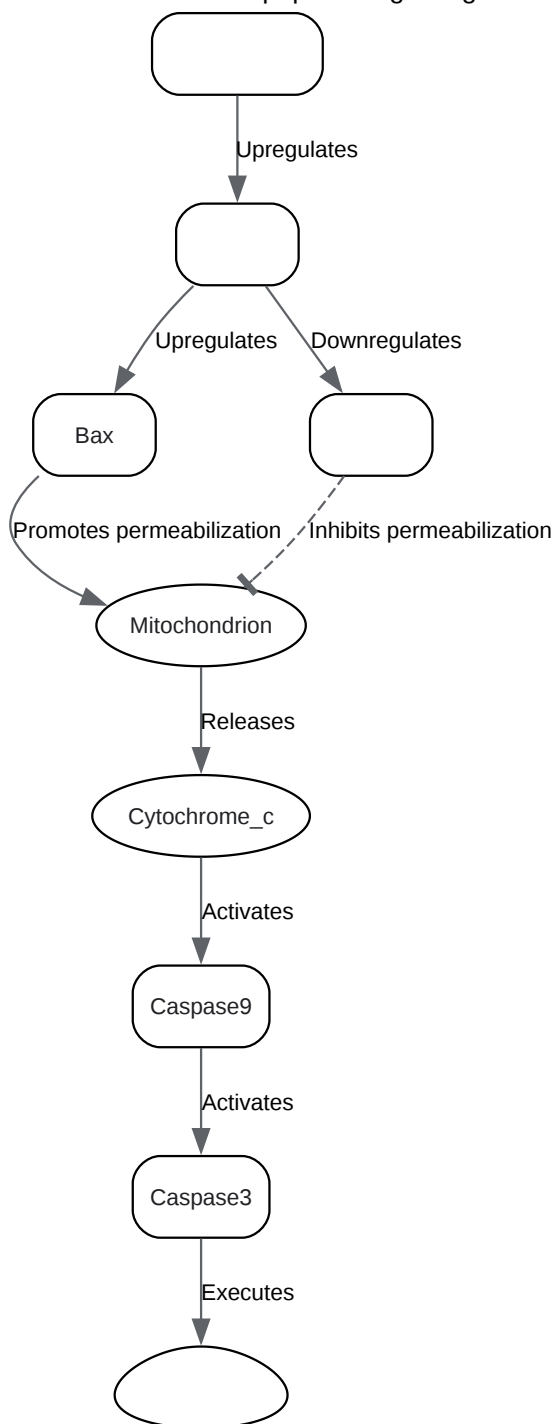 Upregulates
Upregulates
Downregulates
Bax
Promotes permeabilization
Inhibits permeabilization
Mitochondrion
Releases
Cytochrome_c
Activates
Caspase9
Activates
Caspase3
Executes